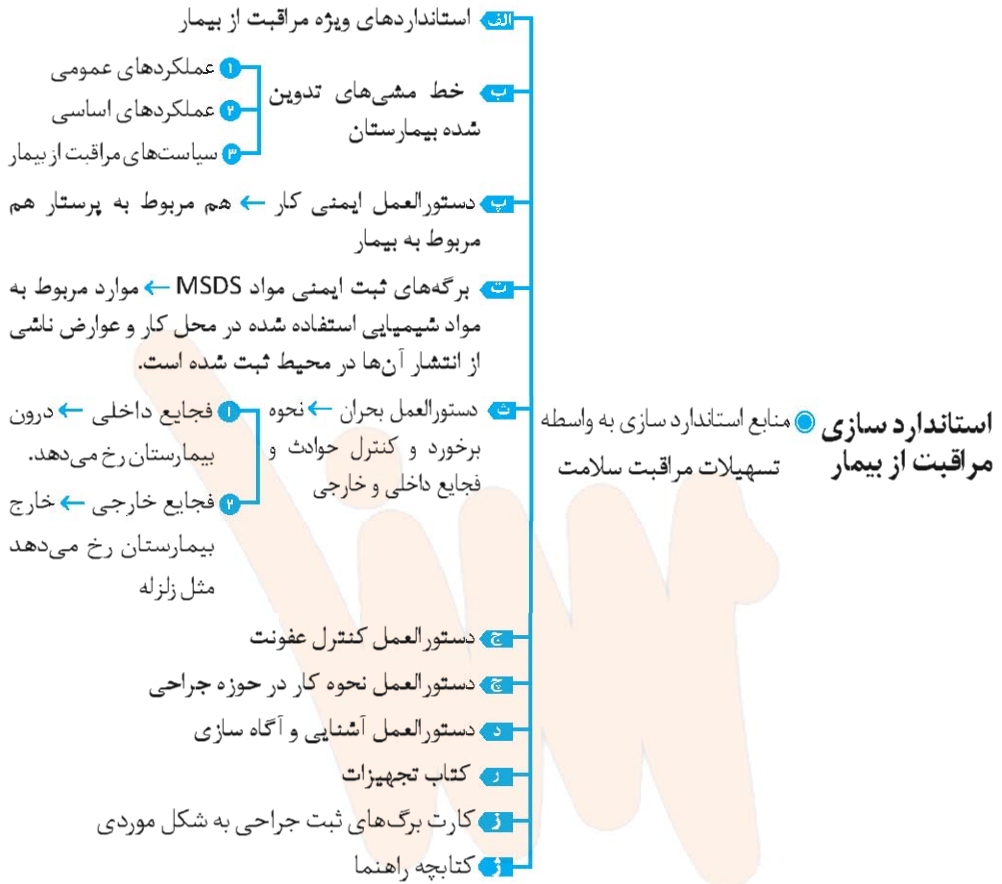 استاندارد سازی
مراقبت از بیمار
منابع استاندارد سازی به واسطه
تسهیلات مراقبت سلامت
الف استانداردهای ویژه مراقبت از بیمار
ب خط مشی‌های تدوین
شده بیمارستان
۱ عملکردهای عمومی
۲ عملکردهای اساسی
۳ سیاست‌های مراقبت از بیمار
پ دستورالعمل ایمنی کار ← هم مربوط به پرستار هم
مربوط به بیمار
ت برگه‌های ثبت ایمنی مواد MSDS ← موارد مربوط به
مواد شیمیایی استفاده شده در محل کار و عوارض ناشی
از انتشار آن‌ها در محیط ثبت شده است.
ث دستورالعمل بحران ← نحوه
برخورد و کنترل حوادث و
فجایع داخلی و خارجی
۱ فجایع داخلی ← درون
بیمارستان رخ می‌دهد.
۲ فجایع خارجی ← خارج
بیمارستان رخ می‌دهد
مثل زلزله
ج دستورالعمل کنترل عفونت
چ دستورالعمل نحوه کار در حوزه جراحی
د دستورالعمل آشنایی و آگاه سازی
ر کتاب تجهیزات
ز کارت برگ‌های ثبت جراحی به شکل موردی
ژ کتابچه راهنما